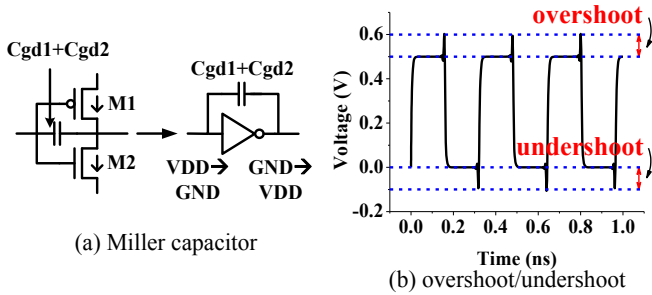 Cgd1+Cgd2
M1
M2
Cgd1+Cgd2
VDD→ GND→
GND VDD
(a) Miller capacitor
overshoot
undershoot
Voltage (V)
0.6
0.4
0.2
0.0
-0.2
0.0 0.2 0.4 0.6 0.8 1.0
Time (ns)
(b) overshoot/undershoot